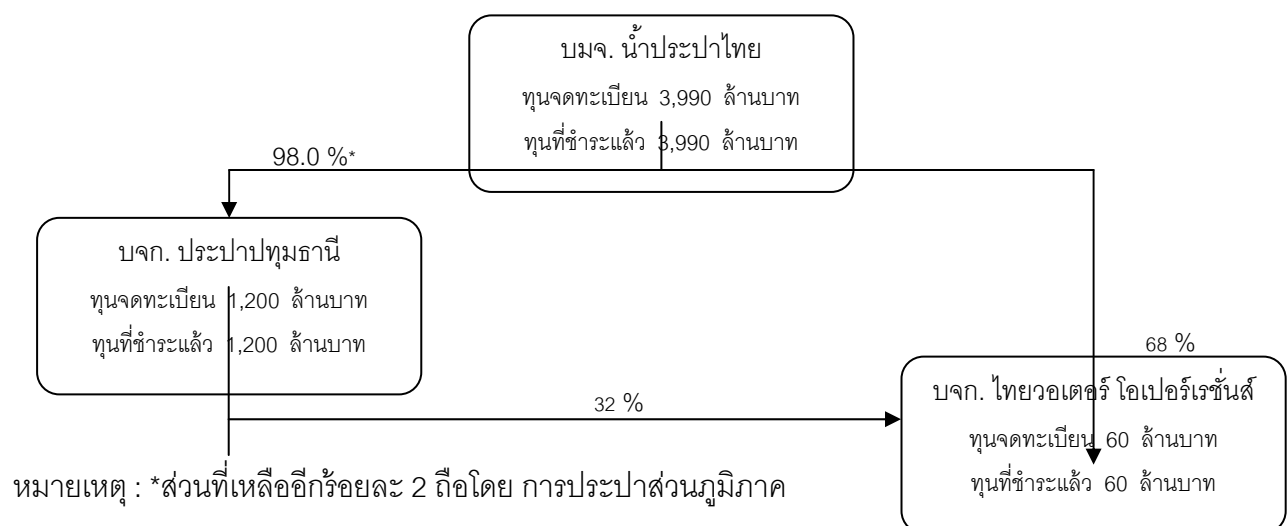 บมจ. น้ำประปาไทย
ทุนจดทะเบียน 3,990 ล้านบาท
ทุนที่ชำระแล้ว 3,990 ล้านบาท
98.0 %*
บจก. ประปาปทุมธานี
ทุนจดทะเบียน 1,200 ล้านบาท
ทุนที่ชำระแล้ว 1,200 ล้านบาท
68 %
32 %
บจก. ไทยวอเตอร์ โอเปอร์เรชั่นส์
ทุนจดทะเบียน 60 ล้านบาท
ทุนที่ชำระแล้ว 60 ล้านบาท
หมายเหตุ : *ส่วนที่เหลืออีกร้อยละ 2 ถือโดย การประปาส่วนภูมิภาค